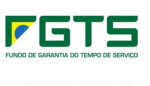 FGTS
FUNDO DE GARANTIA DO TEMPO DE SERVIÇO